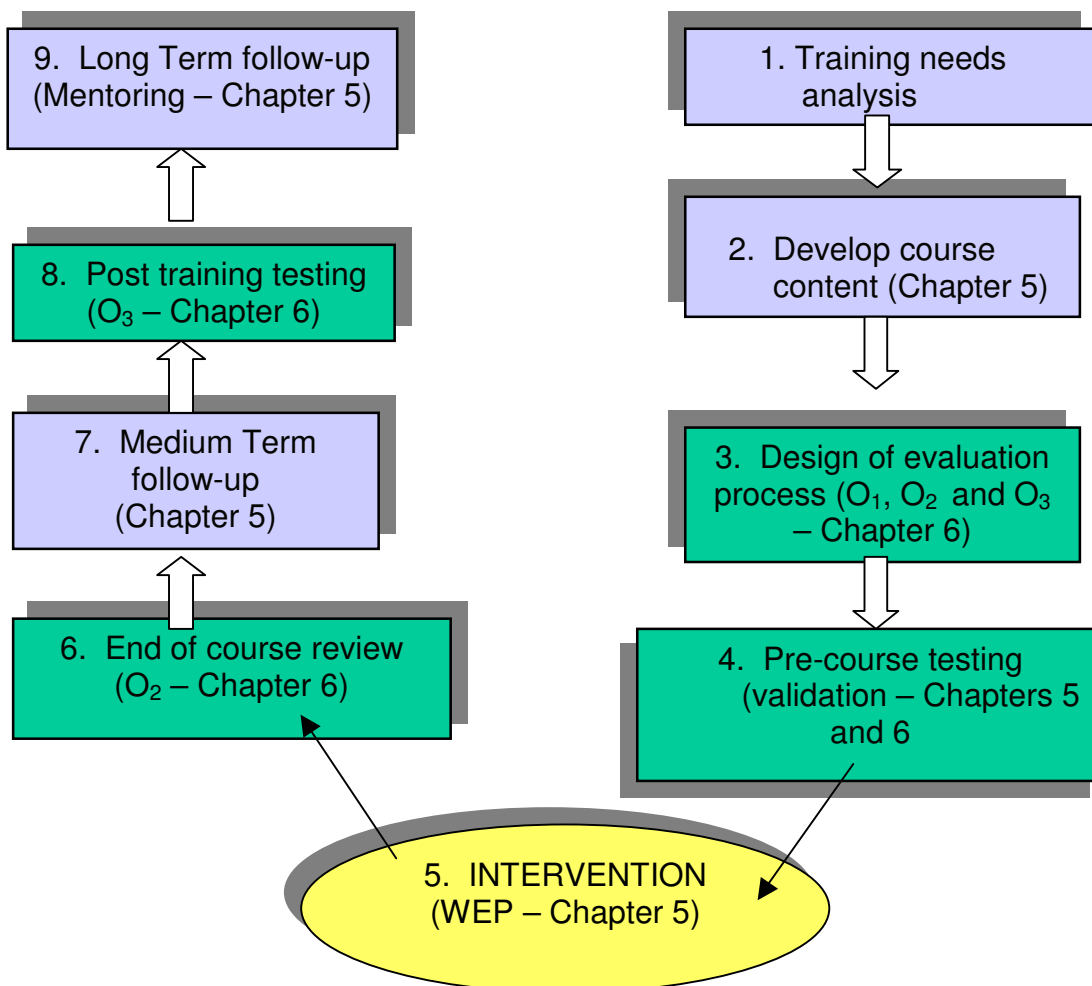 1. Training needs
analysis
2. Develop course
content (Chapter 5)
3. Design of evaluation
process (O₁, O₂ and O₃
– Chapter 6)
4. Pre-course testing
(validation – Chapters 5
and 6
5. INTERVENTION
(WEP – Chapter 5)
6. End of course review
(O₂ – Chapter 6)
7. Medium Term
follow-up
(Chapter 5)
8. Post training testing
(O₃ – Chapter 6)
9. Long Term follow-up
(Mentoring – Chapter 5)